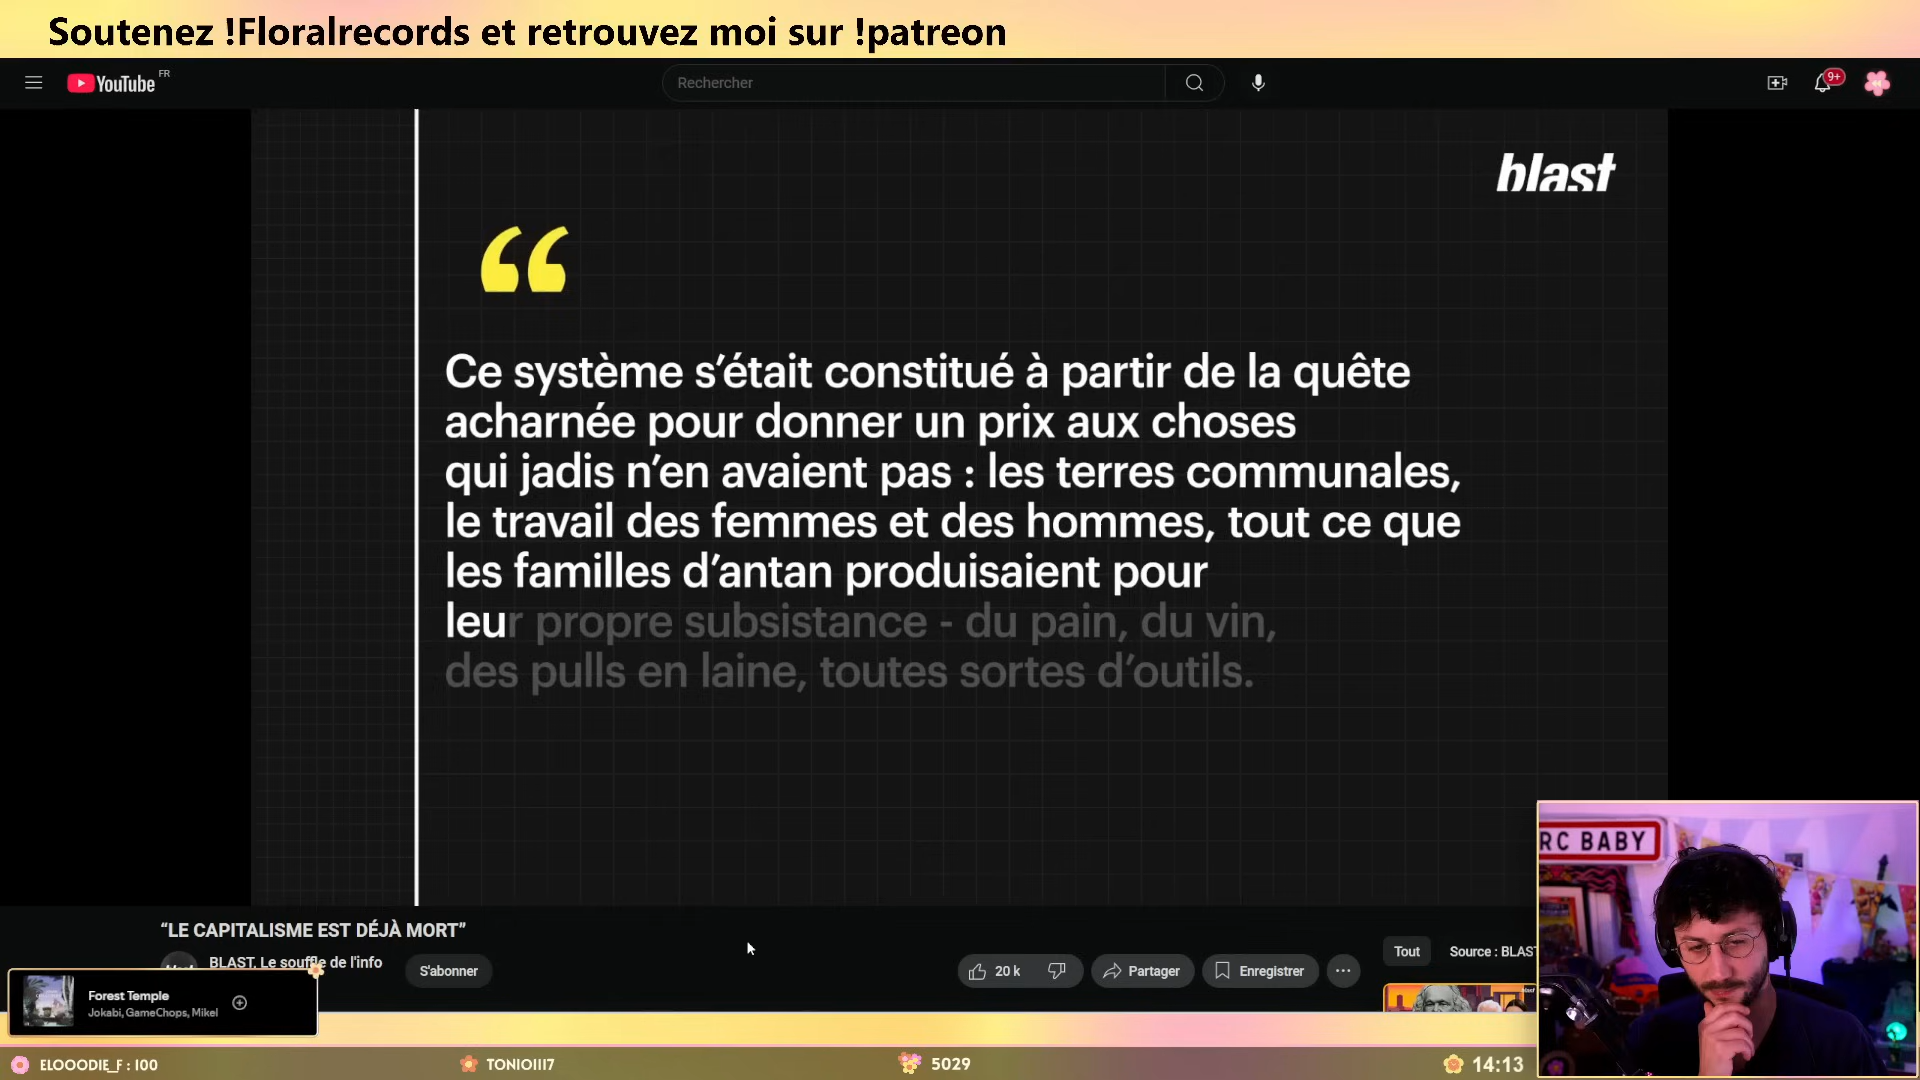 Soutenez !Floralrecords et retrouvez moi sur !patreon
YouTube FR
Rechercher
9+
blast
“
Ce système s’était constitué à partir de la quête
acharnée pour donner un prix aux choses
qui jadis n’en avaient pas : les terres communales,
le travail des femmes et des hommes, tout ce que
les familles d’antan produisaient pour
leur propre subsistance - du pain, du vin,
des pulls en laine, toutes sortes d’outils.
RC BABY
“LE CAPITALISME EST DÉJÀ MORT”
BLAST, Le souffle de l'info
S'abonner
20 k
Partager
Enregistrer
Tout
Source : BLAST
Forest Temple
Jokabi, GameChops, Mikel
ELOOODIE_F : 100
TONIO1117
5029
14:13